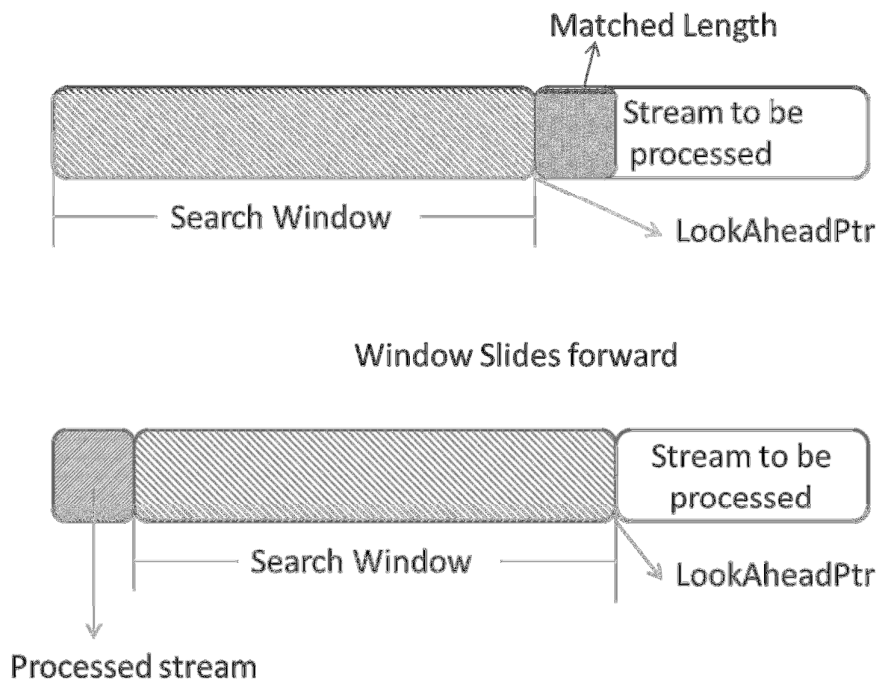 Matched Length
Stream to be
processed
Search Window
LookAheadPtr
Window Slides forward
Stream to be
processed
Search Window
LookAheadPtr
Processed stream